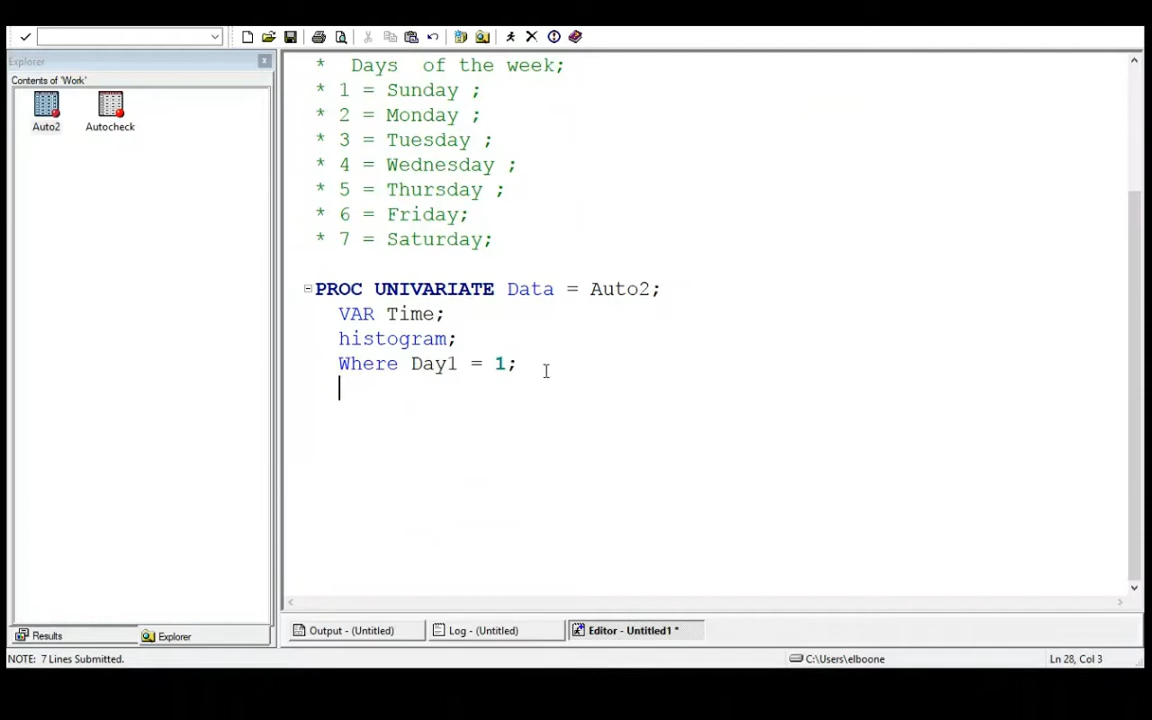 Explorer
Contents of 'Work'
Auto2
Autocheck
*  Days  of the week;
* 1 = Sunday ;
* 2 = Monday ;
* 3 = Tuesday ;
* 4 = Wednesday ;
* 5 = Thursday ;
* 6 = Friday;
* 7 = Saturday;
PROC UNIVARIATE Data = Auto2;
VAR Time;
histogram;
Where Day1 = 1;
Results
Explorer
Output - (Untitled)
Log - (Untitled)
Editor - Untitled1 *
NOTE: 7 Lines Submitted.
C:\Users\elboone
Ln 28, Col 3